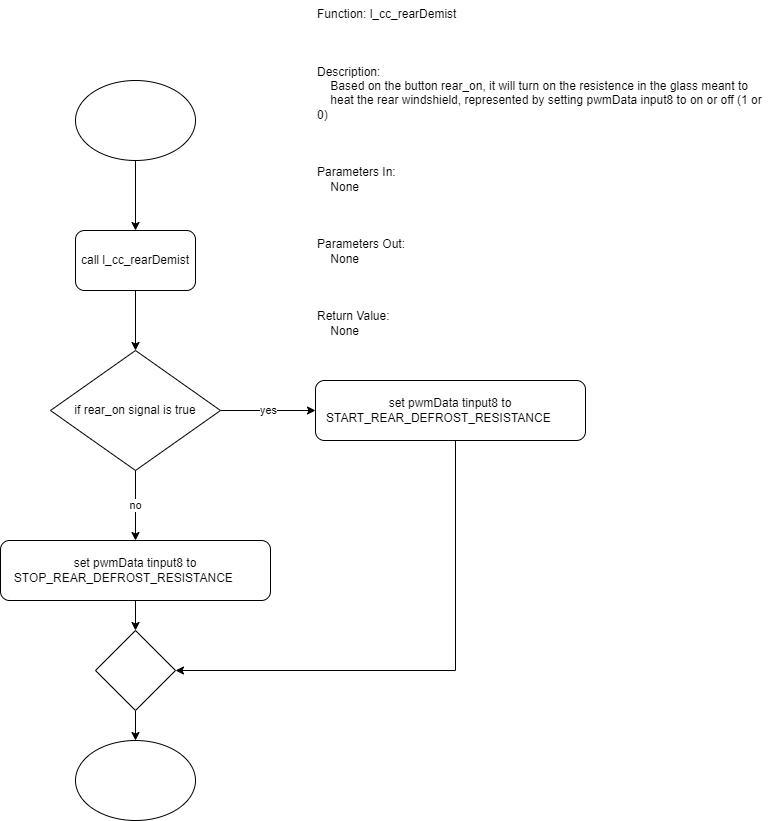 Function: l_cc_rearDemist
Description:
Based on the button rear_on, it will turn on the resistence in the glass meant to
heat the rear windshield, represented by setting pwmData input8 to on or off (1 or
0)
Parameters In:
None
Parameters Out:
None
Return Value:
None
call l_cc_rearDemist
if rear_on signal is true
yes
set pwmData tinput8 to
START_REAR_DEFROST_RESISTANCE
no
set pwmData tinput8 to
STOP_REAR_DEFROST_RESISTANCE